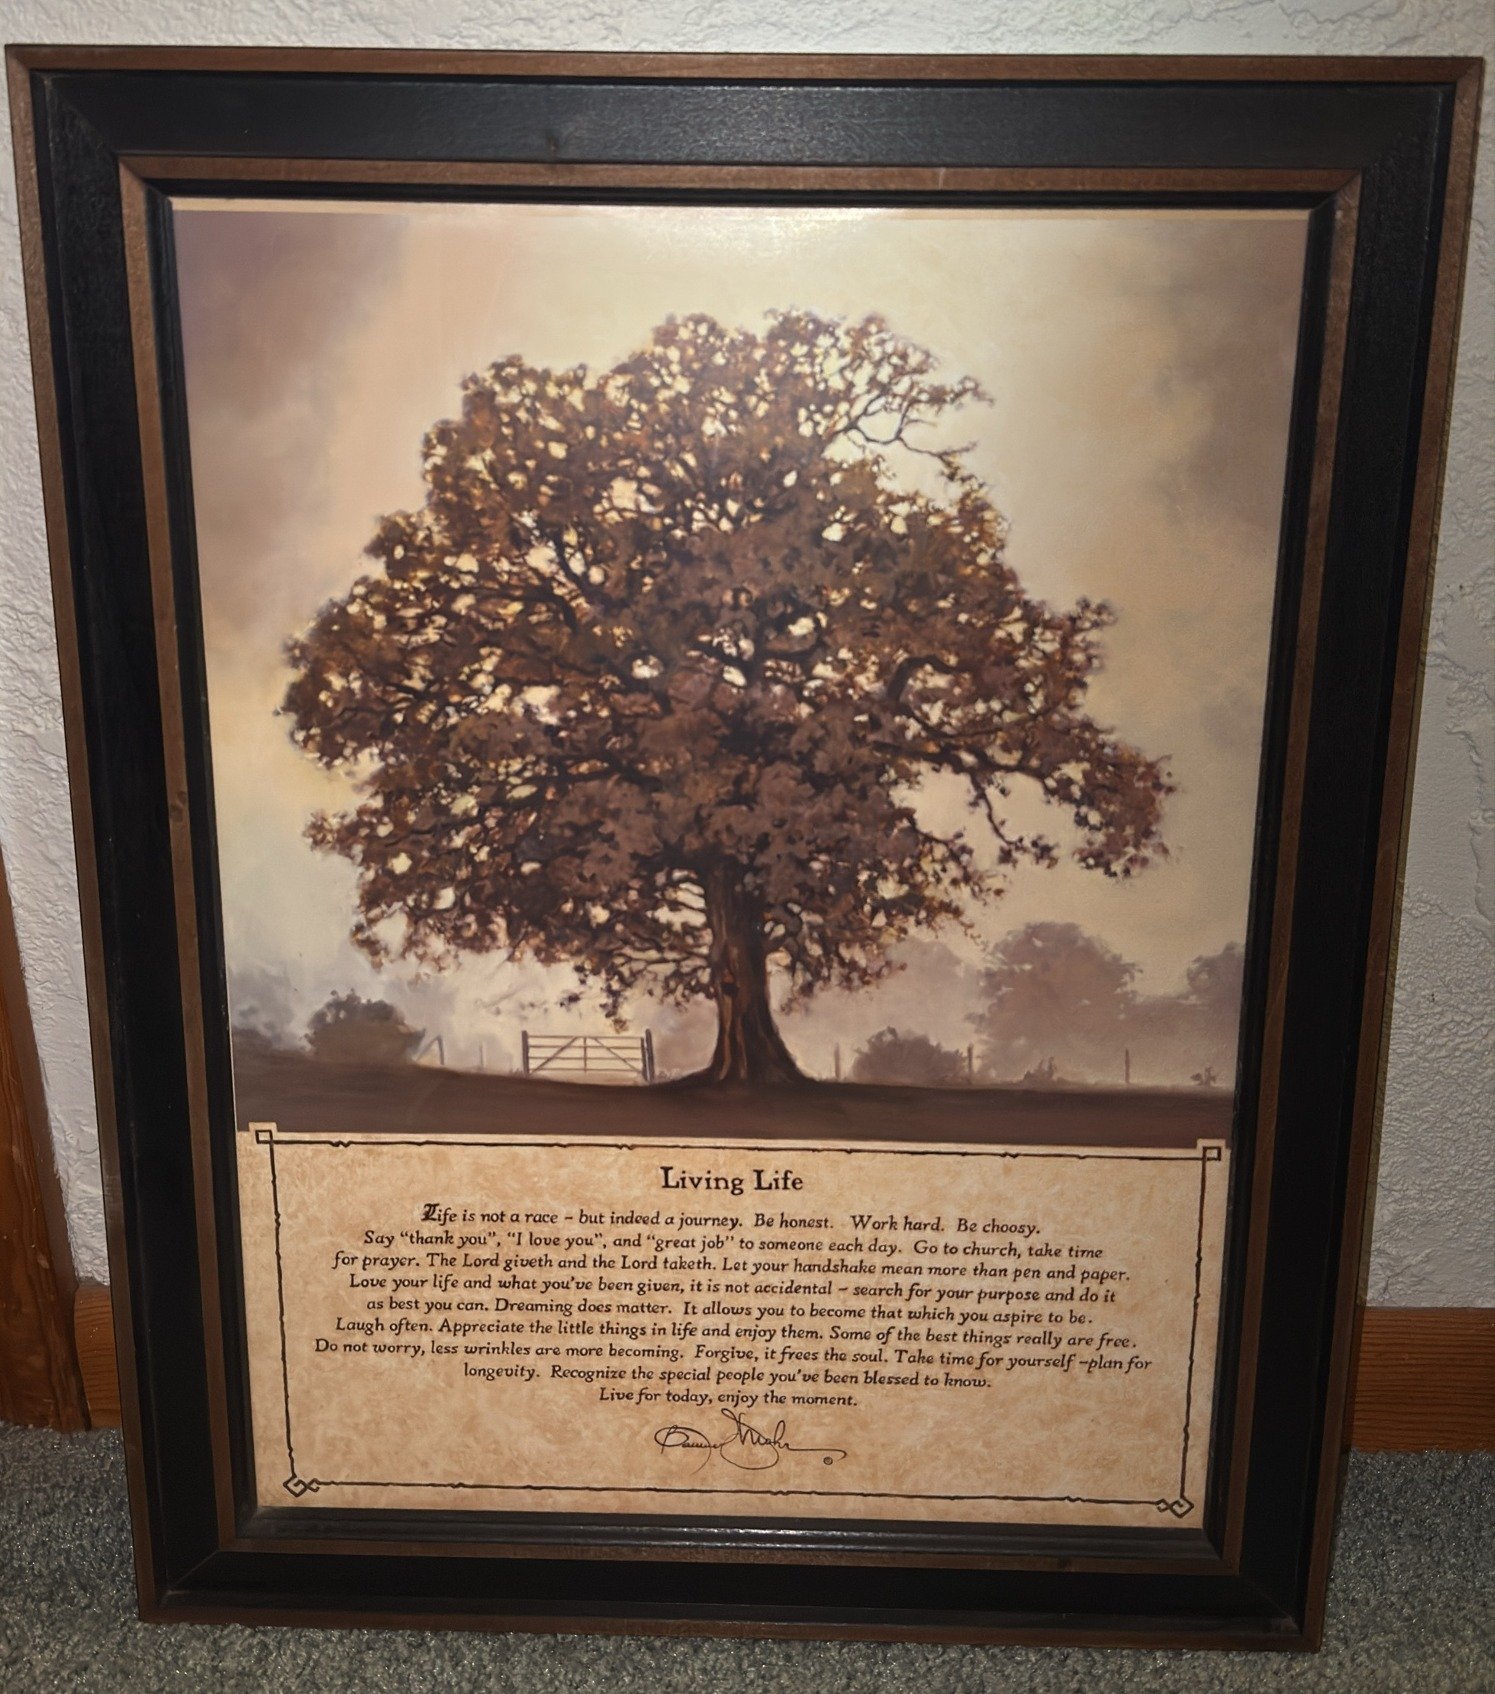 Living Life
Life is not a race – but indeed a journey.  Be honest.  Work hard.  Be choosy.
Say “thank you”, “I love you”, and “great job” to someone each day.  Go to church, take time
for prayer. The Lord giveth and the Lord taketh. Let your handshake mean more than pen and paper.
Love your life and what you’ve been given, it is not accidental – search for your purpose and do it
as best you can. Dreaming does matter.  It allows you to become that which you aspire to be.
Laugh often. Appreciate the little things in life and enjoy them. Some of the best things really are free.
Do not worry, less wrinkles are more becoming.  Forgive, it frees the soul. Take time for yourself –plan for
longevity.  Recognize the special people you’ve been blessed to know.
Live for today, enjoy the moment.
Bonnie Mohr